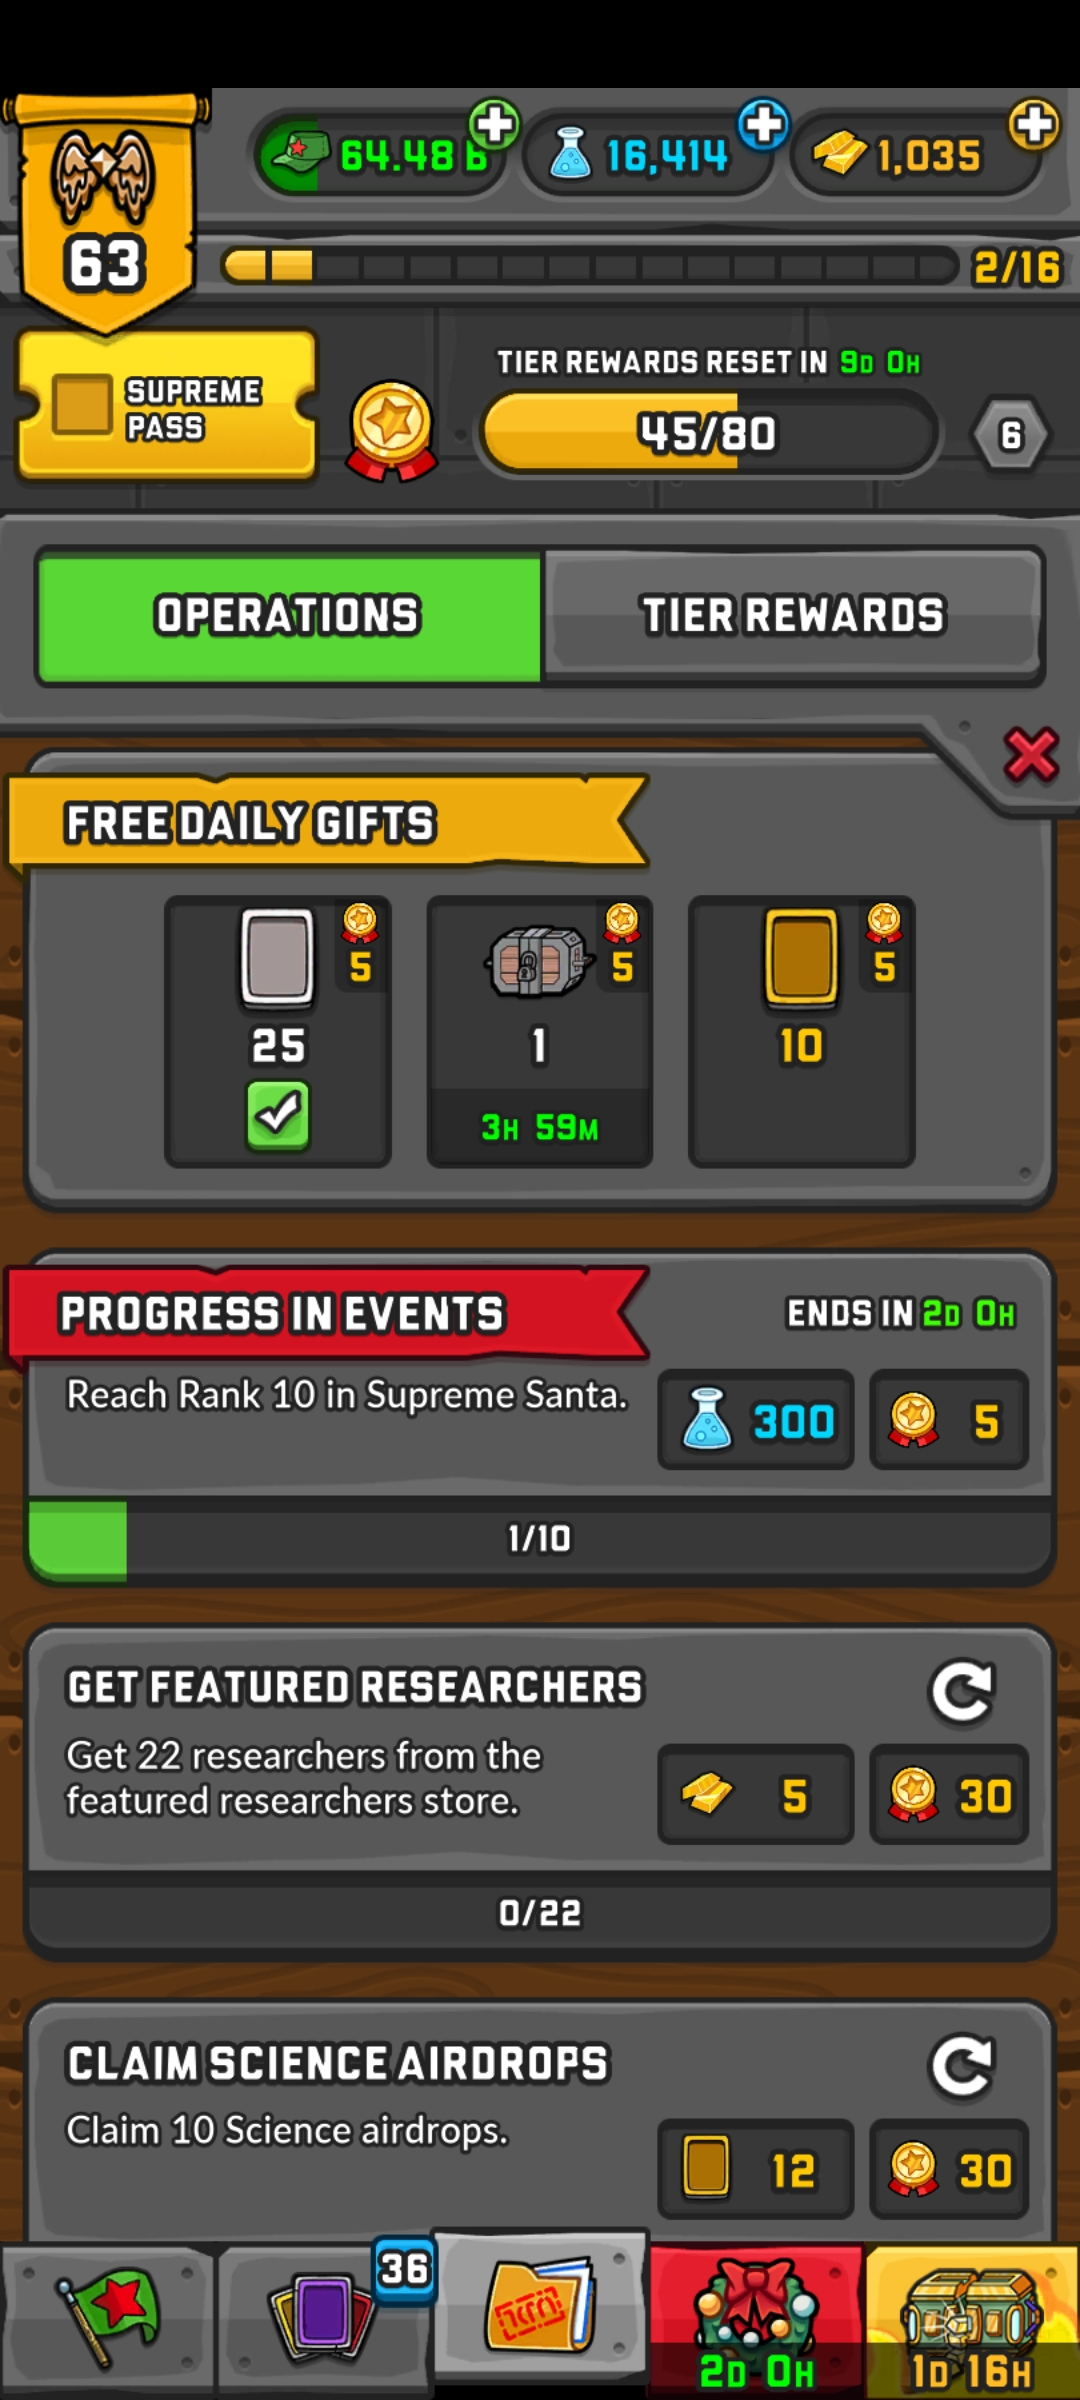 64.48 B
16,414
1,035
63
2/16
SUPREME
PASS
TIER REWARDS RESET IN 9D 0H
45/80
6
OPERATIONS
TIER REWARDS
FREE DAILY GIFTS
5
5
5
25
1
10
3H 59M
PROGRESS IN EVENTS
ENDS IN 2D 0H
Reach Rank 10 in Supreme Santa.
300
5
1/10
GET FEATURED RESEARCHERS
Get 22 researchers from the
featured researchers store.
5
30
0/22
CLAIM SCIENCE AIRDROPS
Claim 10 Science airdrops.
12
30
36
2D 0H
1D 16H